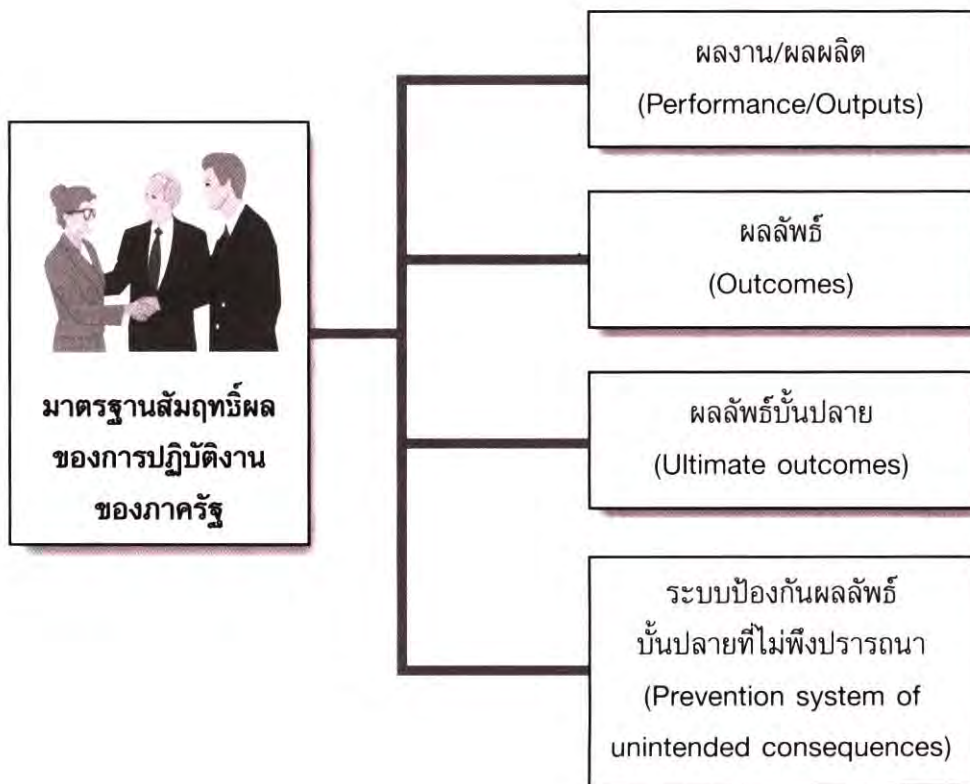 มาตรฐานสัมฤทธิ์ผล
ของการปฏิบัติงาน
ของภาครัฐ
ผลงาน/ผลผลิต
(Performance/Outputs)
ผลลัพธ์
(Outcomes)
ผลลัพธ์บั้นปลาย
(Ultimate outcomes)
ระบบป้องกันผลลัพธ์
บั้นปลายที่ไม่พึงปรารถนา
(Prevention system of
unintended consequences)